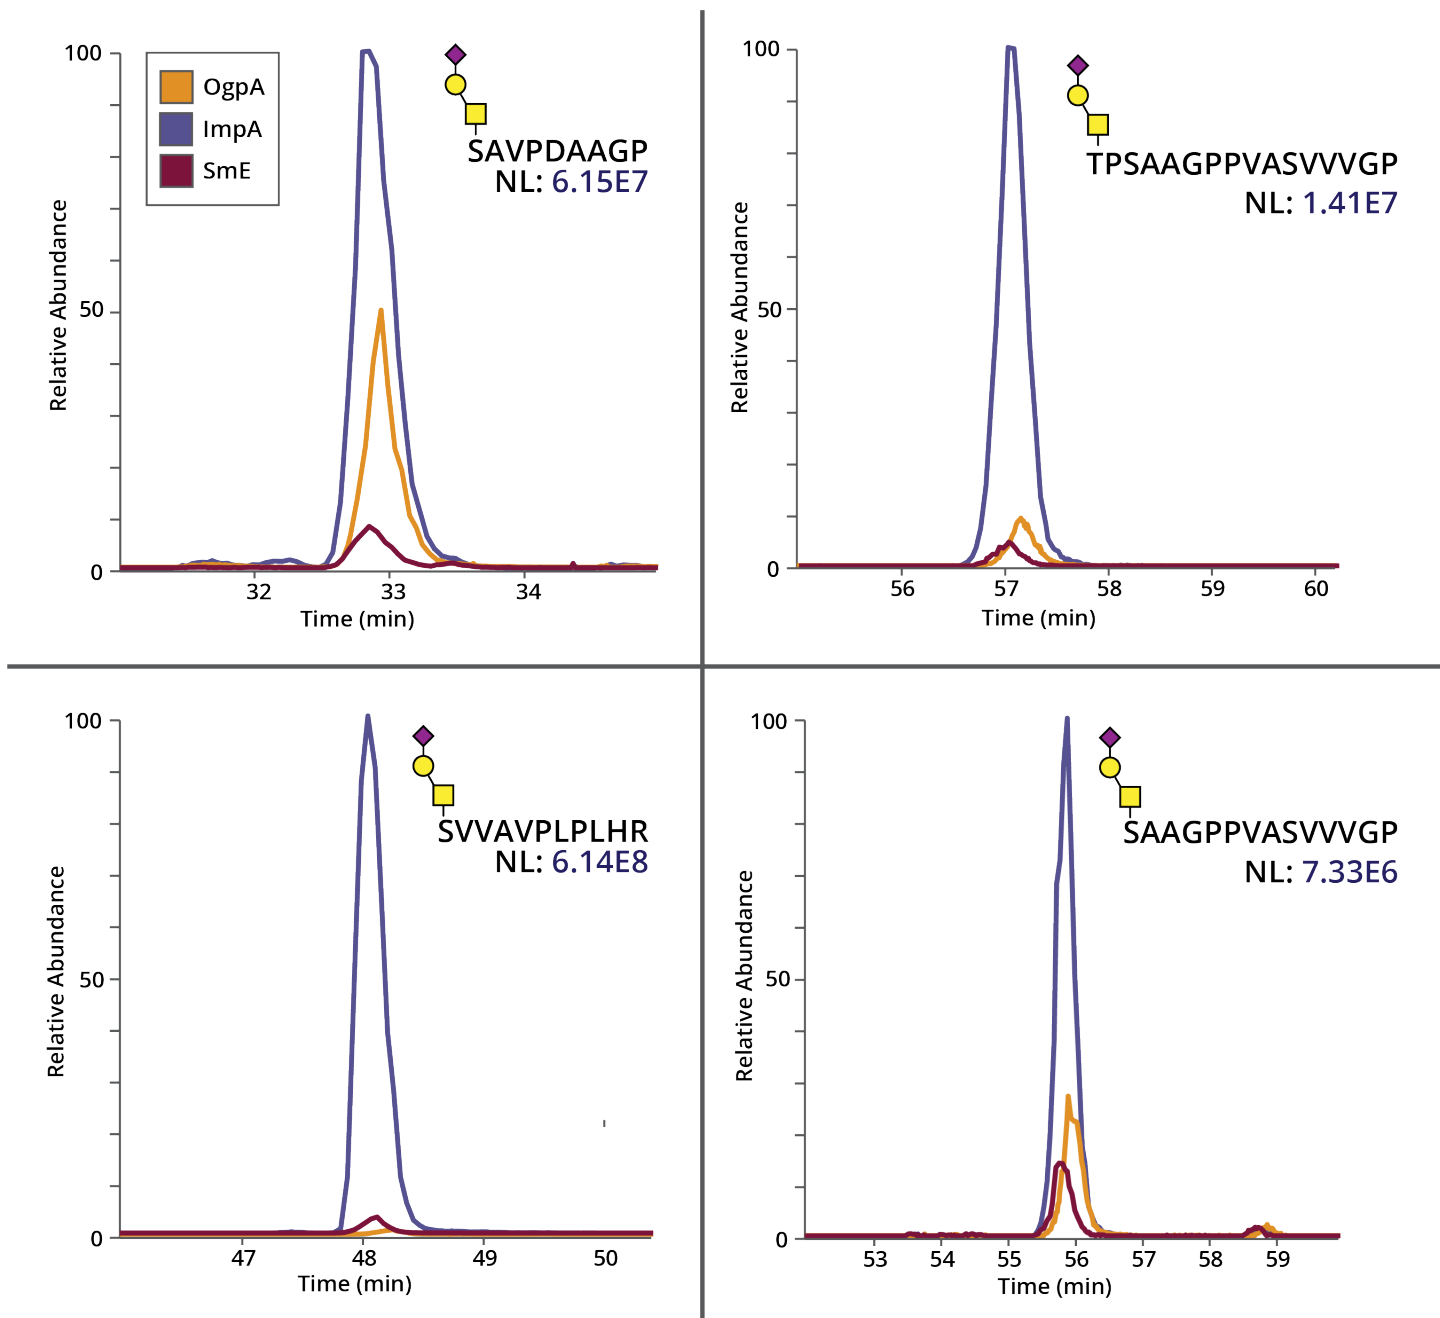 100
50
0
Relative Abundance
OgpA
ImpA
SmE
SAVPDAAGP
NL: 6.15E7
32 33 34
Time (min)
100
50
0
Relative Abundance
TPSAAGPPVASVVVGP
NL: 1.41E7
56 57 58 59 60
Time (min)
100
50
0
Relative Abundance
SVVAVPLPLHR
NL: 6.14E8
47 48 49 50
Time (min)
100
50
0
Relative Abundance
SAAGPPVASVVVGP
NL: 7.33E6
53 54 55 56 57 58 59
Time (min)